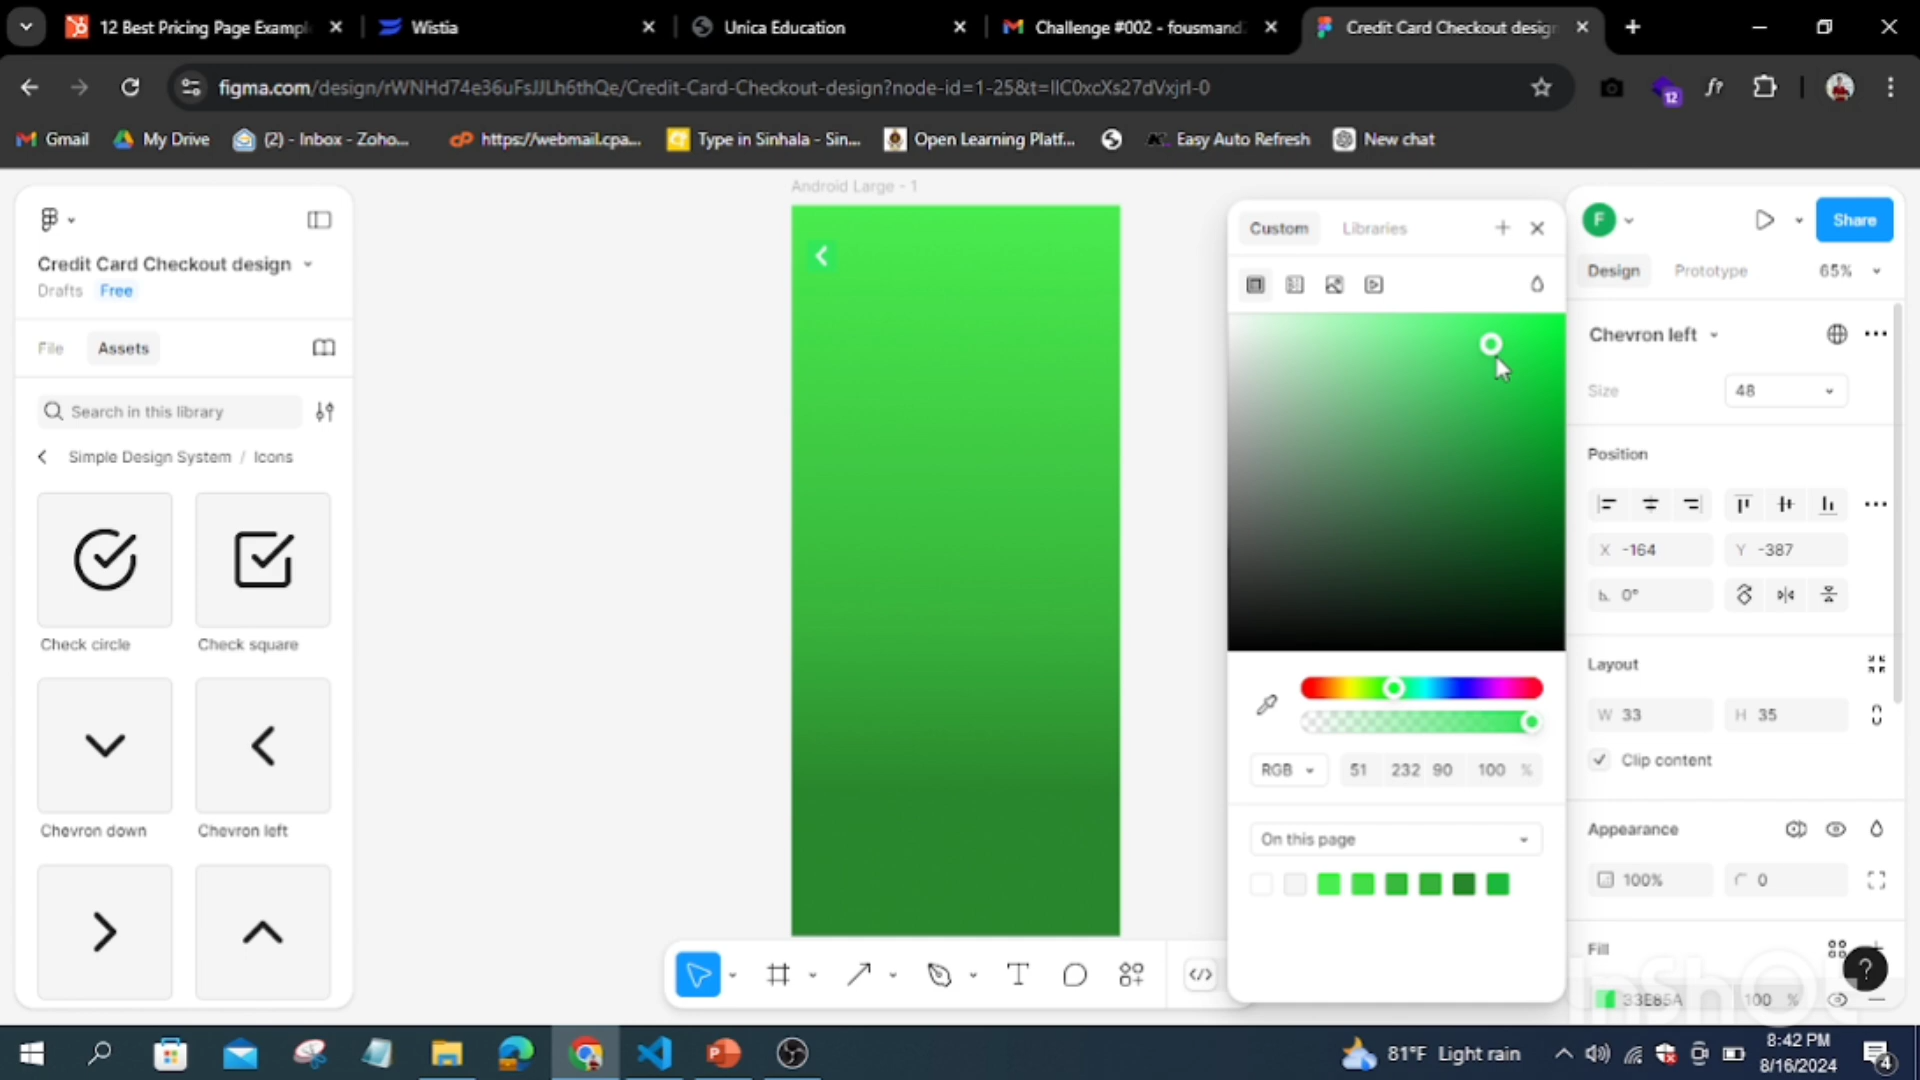 12 Best Pricing Page Exampl
Wistia
Unica Education
Challenge #002 - fousmand
Credit Card Checkout design
figma.com/design/rWNHd74e36uFsJJLh6thQe/Credit-Card-Checkout-design?node-id=1-25&t=lIC0xcXs27dVxjrI-0
12
f?
Gmail
My Drive
(2) - Inbox - Zoho...
https://webmail.cpa...
Type in Sinhala - Sin...
Open Learning Platf...
Easy Auto Refresh
New chat
Credit Card Checkout design
Drafts Free
File Assets
Search in this library
Simple Design System / Icons
Check circle
Check square
Chevron down
Chevron left
Android Large - 1
Custom
Libraries
RGB 51 232 90 100 %
On this page
F
Share
Design Prototype 65%
Chevron left
Size 48
Position
X -164 Y -387
0°
Layout
W 33 H 35
Clip content
Appearance
100% 0
Fill
33E85A 100 %
?
InShOt
81°F Light rain
8:42 PM
8/16/2024
4